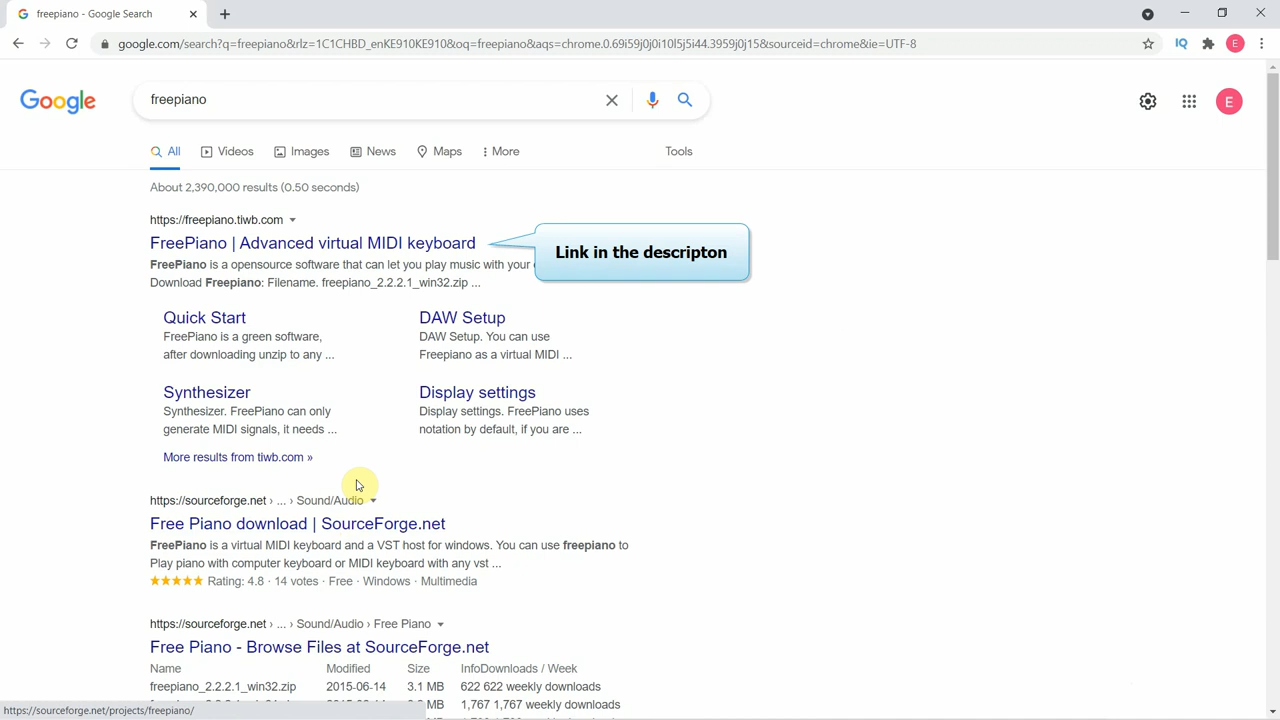 freepiano - Google Search
google.com/search?q=freepiano&rlz=1C1CHBD_enKE910KE910&oq=freepiano&aqs=chrome.0.69i59j0j0i10l5j5i44.3959j0j15&sourceid=chrome&ie=UTF-8
IQ
E
Google
freepiano
E
All Videos Images News Maps More Tools
About 2,390,000 results (0.50 seconds)
https://freepiano.tiwb.com
FreePiano | Advanced virtual MIDI keyboard
Link in the descripton
FreePiano is a opensource software that can let you play music with your
Download Freepiano: Filename. freepiano_2.2.2.1_win32.zip ...
Quick Start
FreePiano is a green software,
after downloading unzip to any ...
DAW Setup
DAW Setup. You can use
Freepiano as a virtual MIDI ...
Synthesizer
Synthesizer. FreePiano can only
generate MIDI signals, it needs ...
Display settings
Display settings. FreePiano uses
notation by default, if you are ...
More results from tiwb.com »
https://sourceforge.net › ... › Sound/Audio
Free Piano download | SourceForge.net
FreePiano is a virtual MIDI keyboard and a VST host for windows. You can use freepiano to
Play piano with computer keyboard or MIDI keyboard with any vst ...
Rating: 4.8 · 14 votes · Free · Windows · Multimedia
https://sourceforge.net › ... › Sound/Audio › Free Piano
Free Piano - Browse Files at SourceForge.net
Name Modified Size InfoDownloads / Week
freepiano_2.2.2.1_win32.zip 2015-06-14 3.1 MB 622 622 weekly downloads
MB 1,767 1,767 weekly downloads
https://sourceforge.net/projects/freepiano/